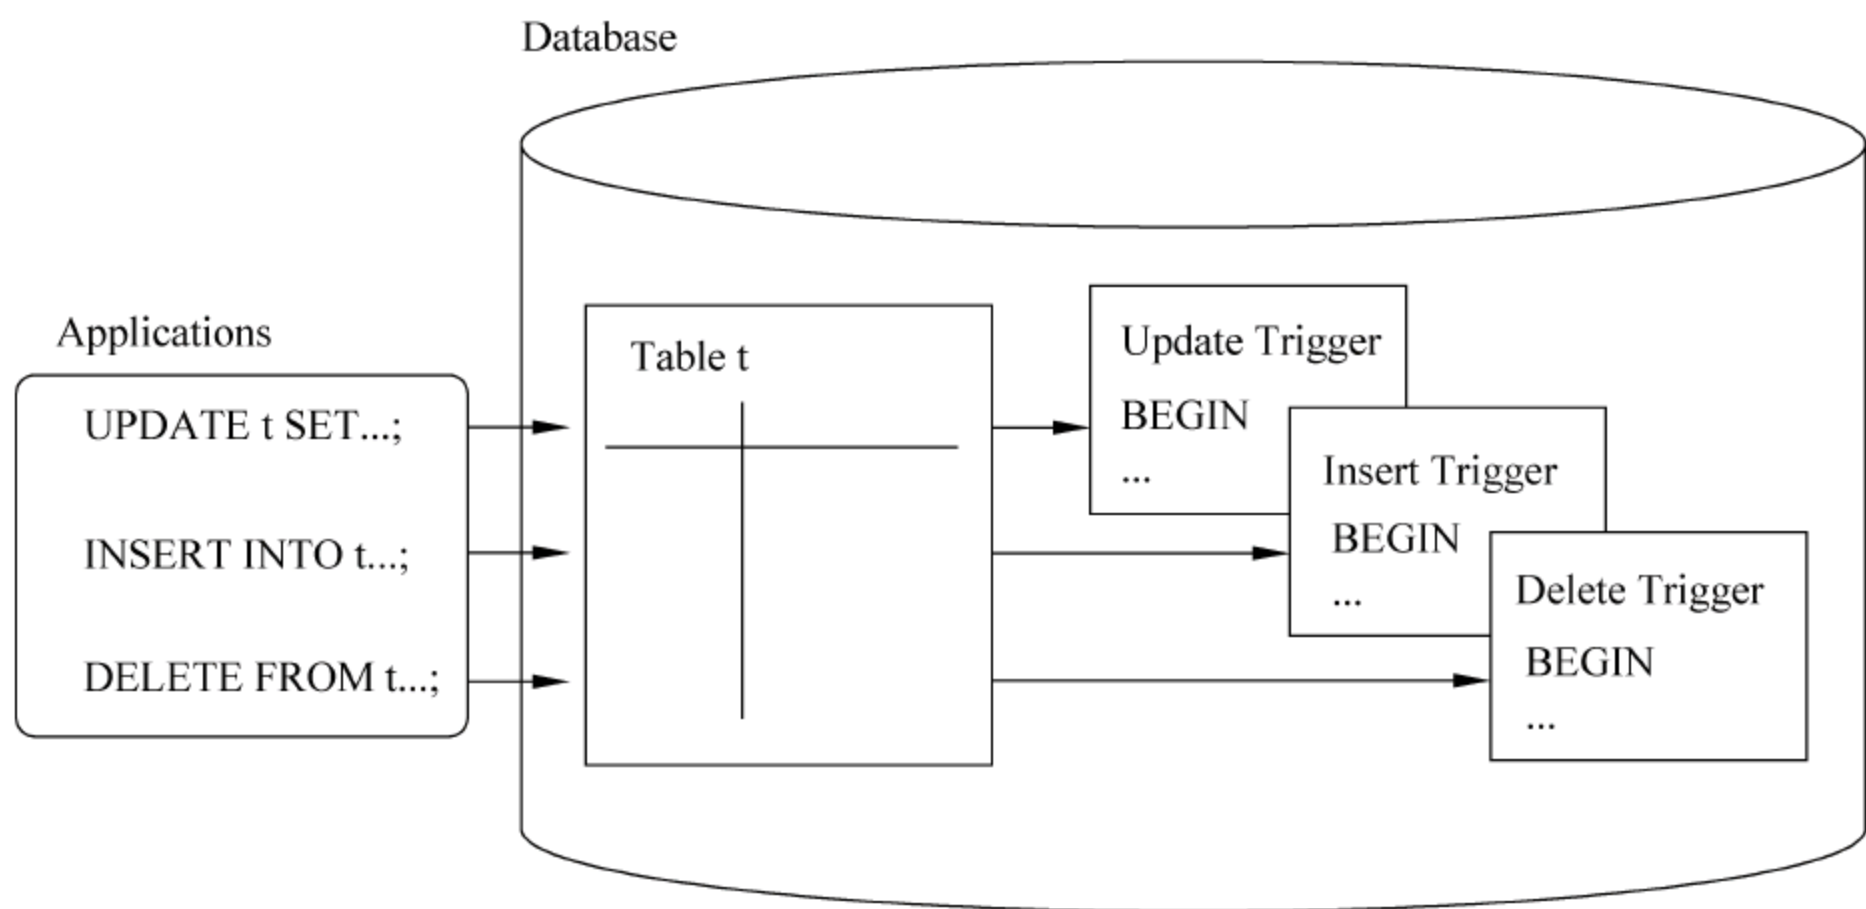 Database
Applications
UPDATE t SET...;
INSERT INTO t...;
DELETE FROM t...;
Table t
Update Trigger
BEGIN
...
Insert Trigger
BEGIN
...
Delete Trigger
BEGIN
...